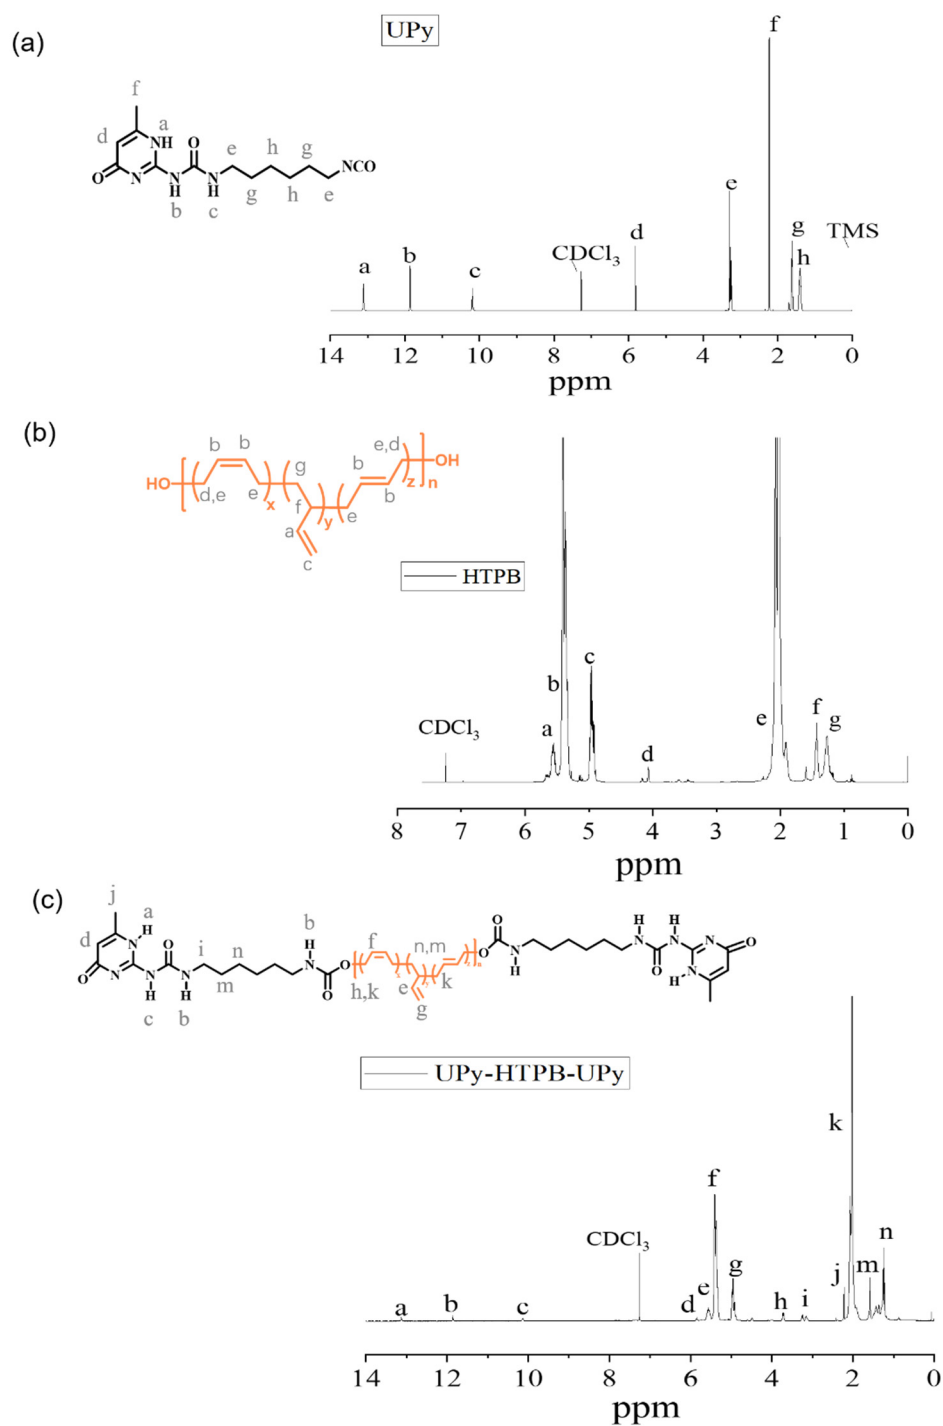 (a)
UPy
f
a
d
NH
O
e
h
g
NCO
O
N
N
H
N
H
g
h
e
b
c
f
e
d
g
h
TMS
CDCl₃
a
b
c
14
12
10
8
6
4
2
0
ppm
(b)
b
b
g
b
e,d
HO
OH
d,e
e
x
f
y
e
b
z
n
a
c
HTPB
b
c
a
CDCl₃
d
e
f
g
8
7
6
5
4
3
2
1
0
ppm
(c)
j
a
H
d
N
O
N
N
H
O
N
H
i
n
m
b
H
N
O
O
f
n,m
h,k
e
k
g
x
y
z
n
c
b
O
O
N
H
H
N
O
H
N
N
O
N
H
UPy-HTPB-UPy
k
f
CDCl₃
n
g
j
m
a
b
c
d
e
h
i
14
12
10
8
6
4
2
0
ppm